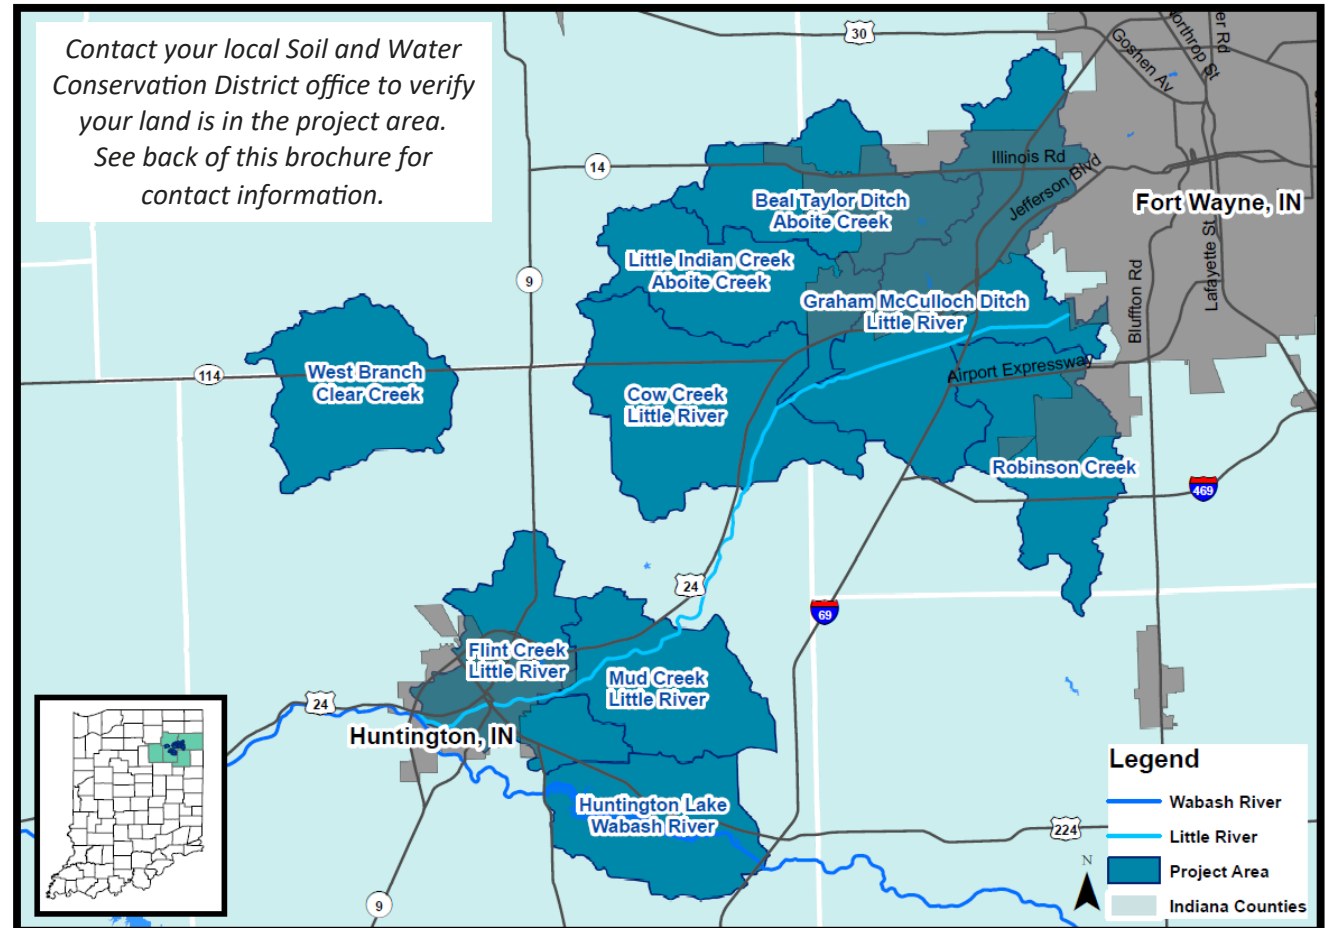 Contact your local Soil and Water
Conservation District office to verify
your land is in the project area.
See back of this brochure for
contact information.
30
Goshen Av
Northrop St
er Rd
14
Illinois Rd
Jefferson Blvd
Fort Wayne, IN
Beal Taylor Ditch
Aboite Creek
Lafayette St
Bluffton Rd
Little Indian Creek
Aboite Creek
9
Graham McCulloch Ditch
Little River
114
West Branch
Clear Creek
Airport Expressway
Cow Creek
Little River
Robinson Creek
469
24
69
Flint Creek
Little River
Mud Creek
Little River
24
Huntington, IN
Huntington Lake
Wabash River
224
9
Legend
Wabash River
Little River
Project Area
Indiana Counties
N